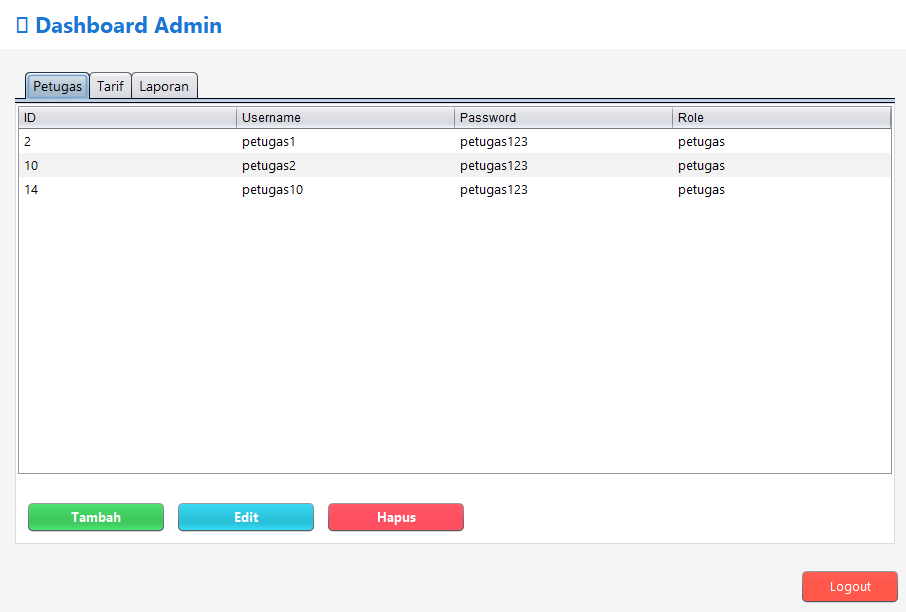 Dashboard Admin
Petugas Tarif Laporan
ID Username Password Role
2 petugas1 petugas123 petugas
10 petugas2 petugas123 petugas
14 petugas10 petugas123 petugas
Tambah Edit Hapus
Logout